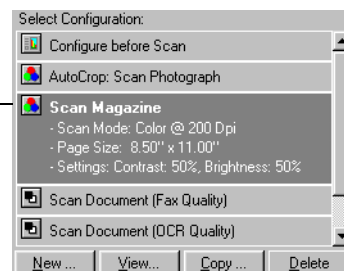 Select Configuration:
Configure before Scan
AutoCrop: Scan Photograph
Scan Magazine
- Scan Mode: Color @ 200 Dpi
- Page Size: 8.50" x 11.00"
- Settings: Contrast: 50%, Brightness: 50%
Scan Document (Fax Quality)
Scan Document (OCR Quality)
New ... View... Copy ... Delete